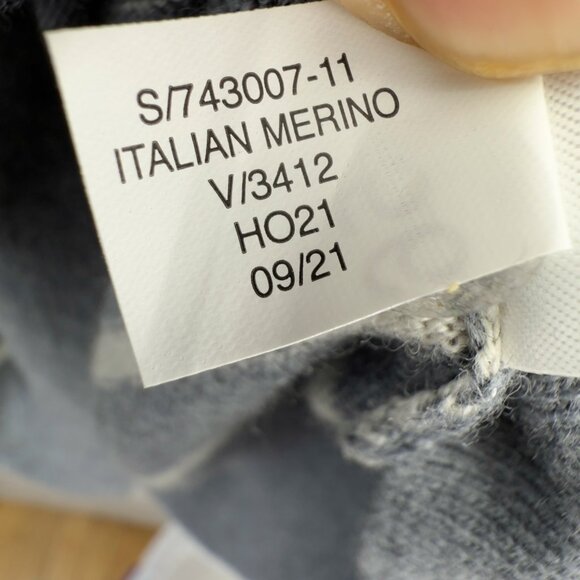 S/743007-11
ITALIAN MERINO
V/3412
HO21
09/21